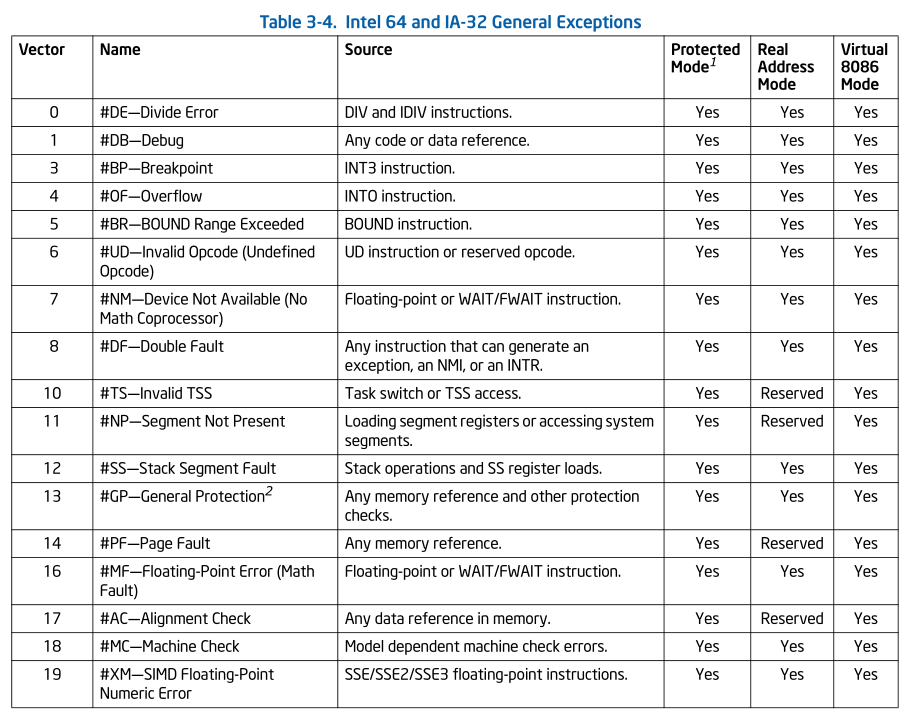 Table 3-4. Intel 64 and IA-32 General Exceptions
Vector Name Source Protected Mode1 Real Address Mode Virtual 8086 Mode
0 #DE—Divide Error DIV and IDIV instructions. Yes Yes Yes
1 #DB—Debug Any code or data reference. Yes Yes Yes
3 #BP—Breakpoint INT3 instruction. Yes Yes Yes
4 #OF—Overflow INTO instruction. Yes Yes Yes
5 #BR—BOUND Range Exceeded BOUND instruction. Yes Yes Yes
6 #UD—Invalid Opcode (Undefined Opcode) UD instruction or reserved opcode. Yes Yes Yes
7 #NM—Device Not Available (No Math Coprocessor) Floating-point or WAIT/FWAIT instruction. Yes Yes Yes
8 #DF—Double Fault Any instruction that can generate an exception, an NMI, or an INTR. Yes Yes Yes
10 #TS—Invalid TSS Task switch or TSS access. Yes Reserved Yes
11 #NP—Segment Not Present Loading segment registers or accessing system segments. Yes Reserved Yes
12 #SS—Stack Segment Fault Stack operations and SS register loads. Yes Yes Yes
13 #GP—General Protection2 Any memory reference and other protection checks. Yes Yes Yes
14 #PF—Page Fault Any memory reference. Yes Reserved Yes
16 #MF—Floating-Point Error (Math Fault) Floating-point or WAIT/FWAIT instruction. Yes Yes Yes
17 #AC—Alignment Check Any data reference in memory. Yes Reserved Yes
18 #MC—Machine Check Model dependent machine check errors. Yes Yes Yes
19 #XM—SIMD Floating-Point Numeric Error SSE/SSE2/SSE3 floating-point instructions. Yes Yes Yes